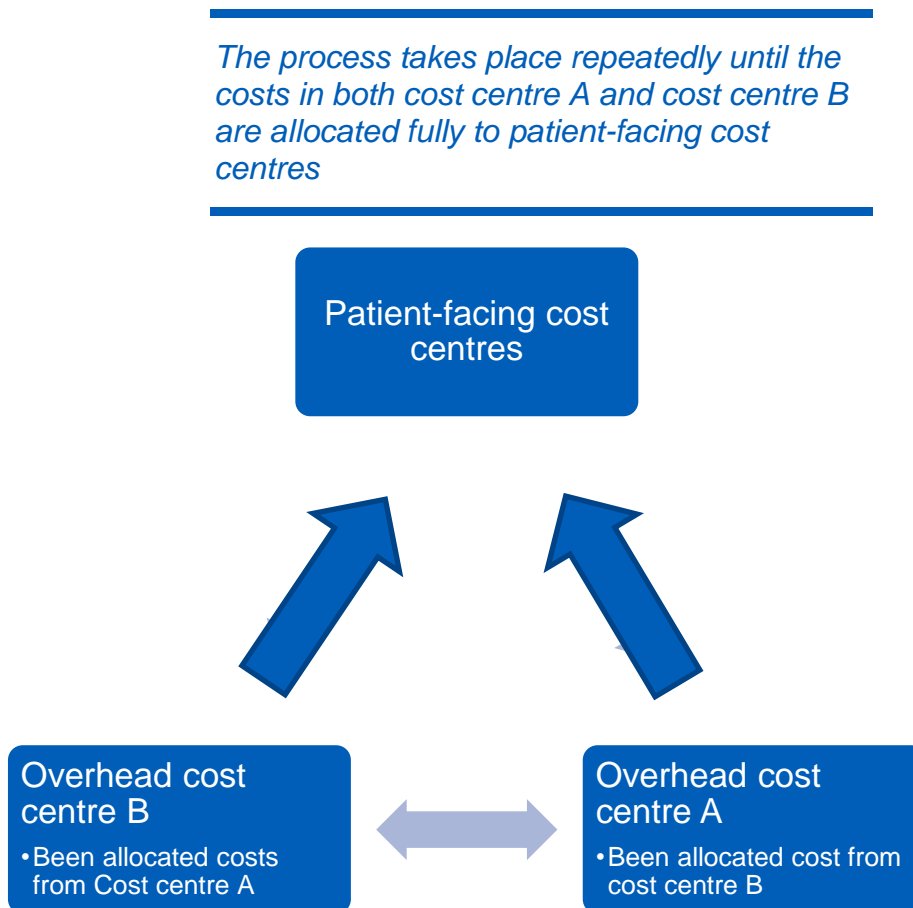 The process takes place repeatedly until the
costs in both cost centre A and cost centre B
are allocated fully to patient-facing cost
centres
Patient-facing cost
centres
Overhead cost
centre B
•Been allocated costs
from Cost centre A
Overhead cost
centre A
•Been allocated cost from
cost centre B